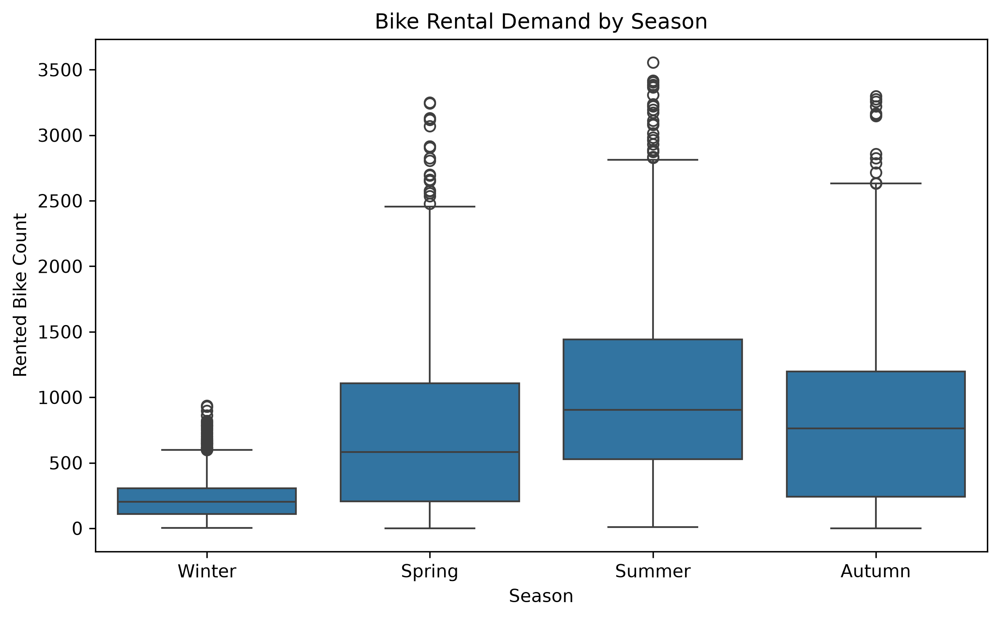 Bike Rental Demand by Season
Rented Bike Count
3500
3000
2500
2000
1500
1000
500
0
Winter Spring Summer Autumn
Season